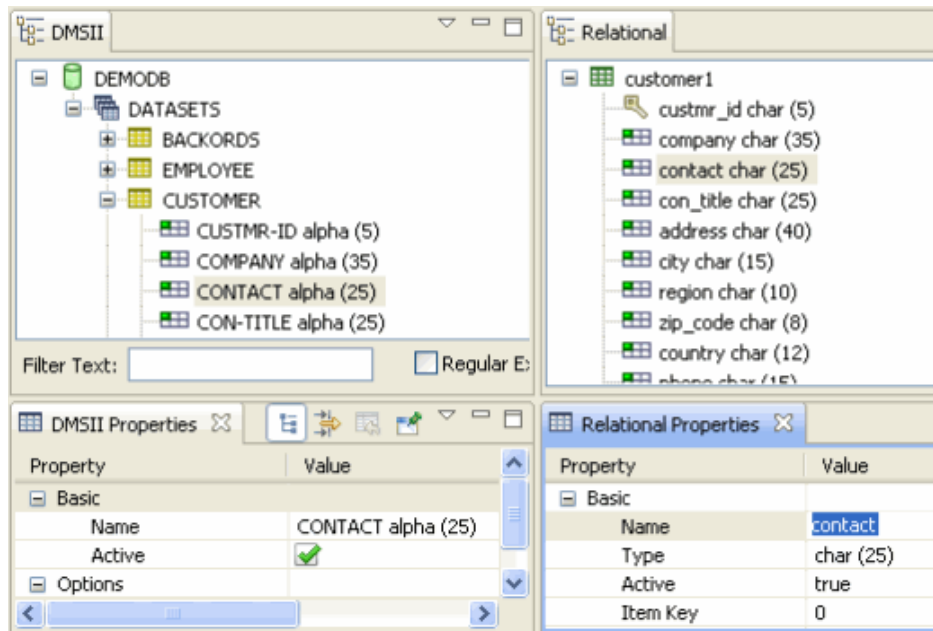 DMSII
DEMODB
DATASETS
BACKORDS
EMPLOYEE
CUSTOMER
CUSTMR-ID alpha (5)
COMPANY alpha (35)
CONTACT alpha (25)
CON-TITLE alpha (25)
Filter Text:
Regular E
Relational
customer1
custmr_id char (5)
company char (35)
contact char (25)
con_title char (25)
address char (40)
city char (15)
region char (10)
zip_code char (8)
country char (12)
phone char (15)
DMSII Properties
Property Value
Basic
Name CONTACT alpha (25)
Active
Options
Relational Properties
Property Value
Basic
Name contact
Type char (25)
Active true
Item Key 0